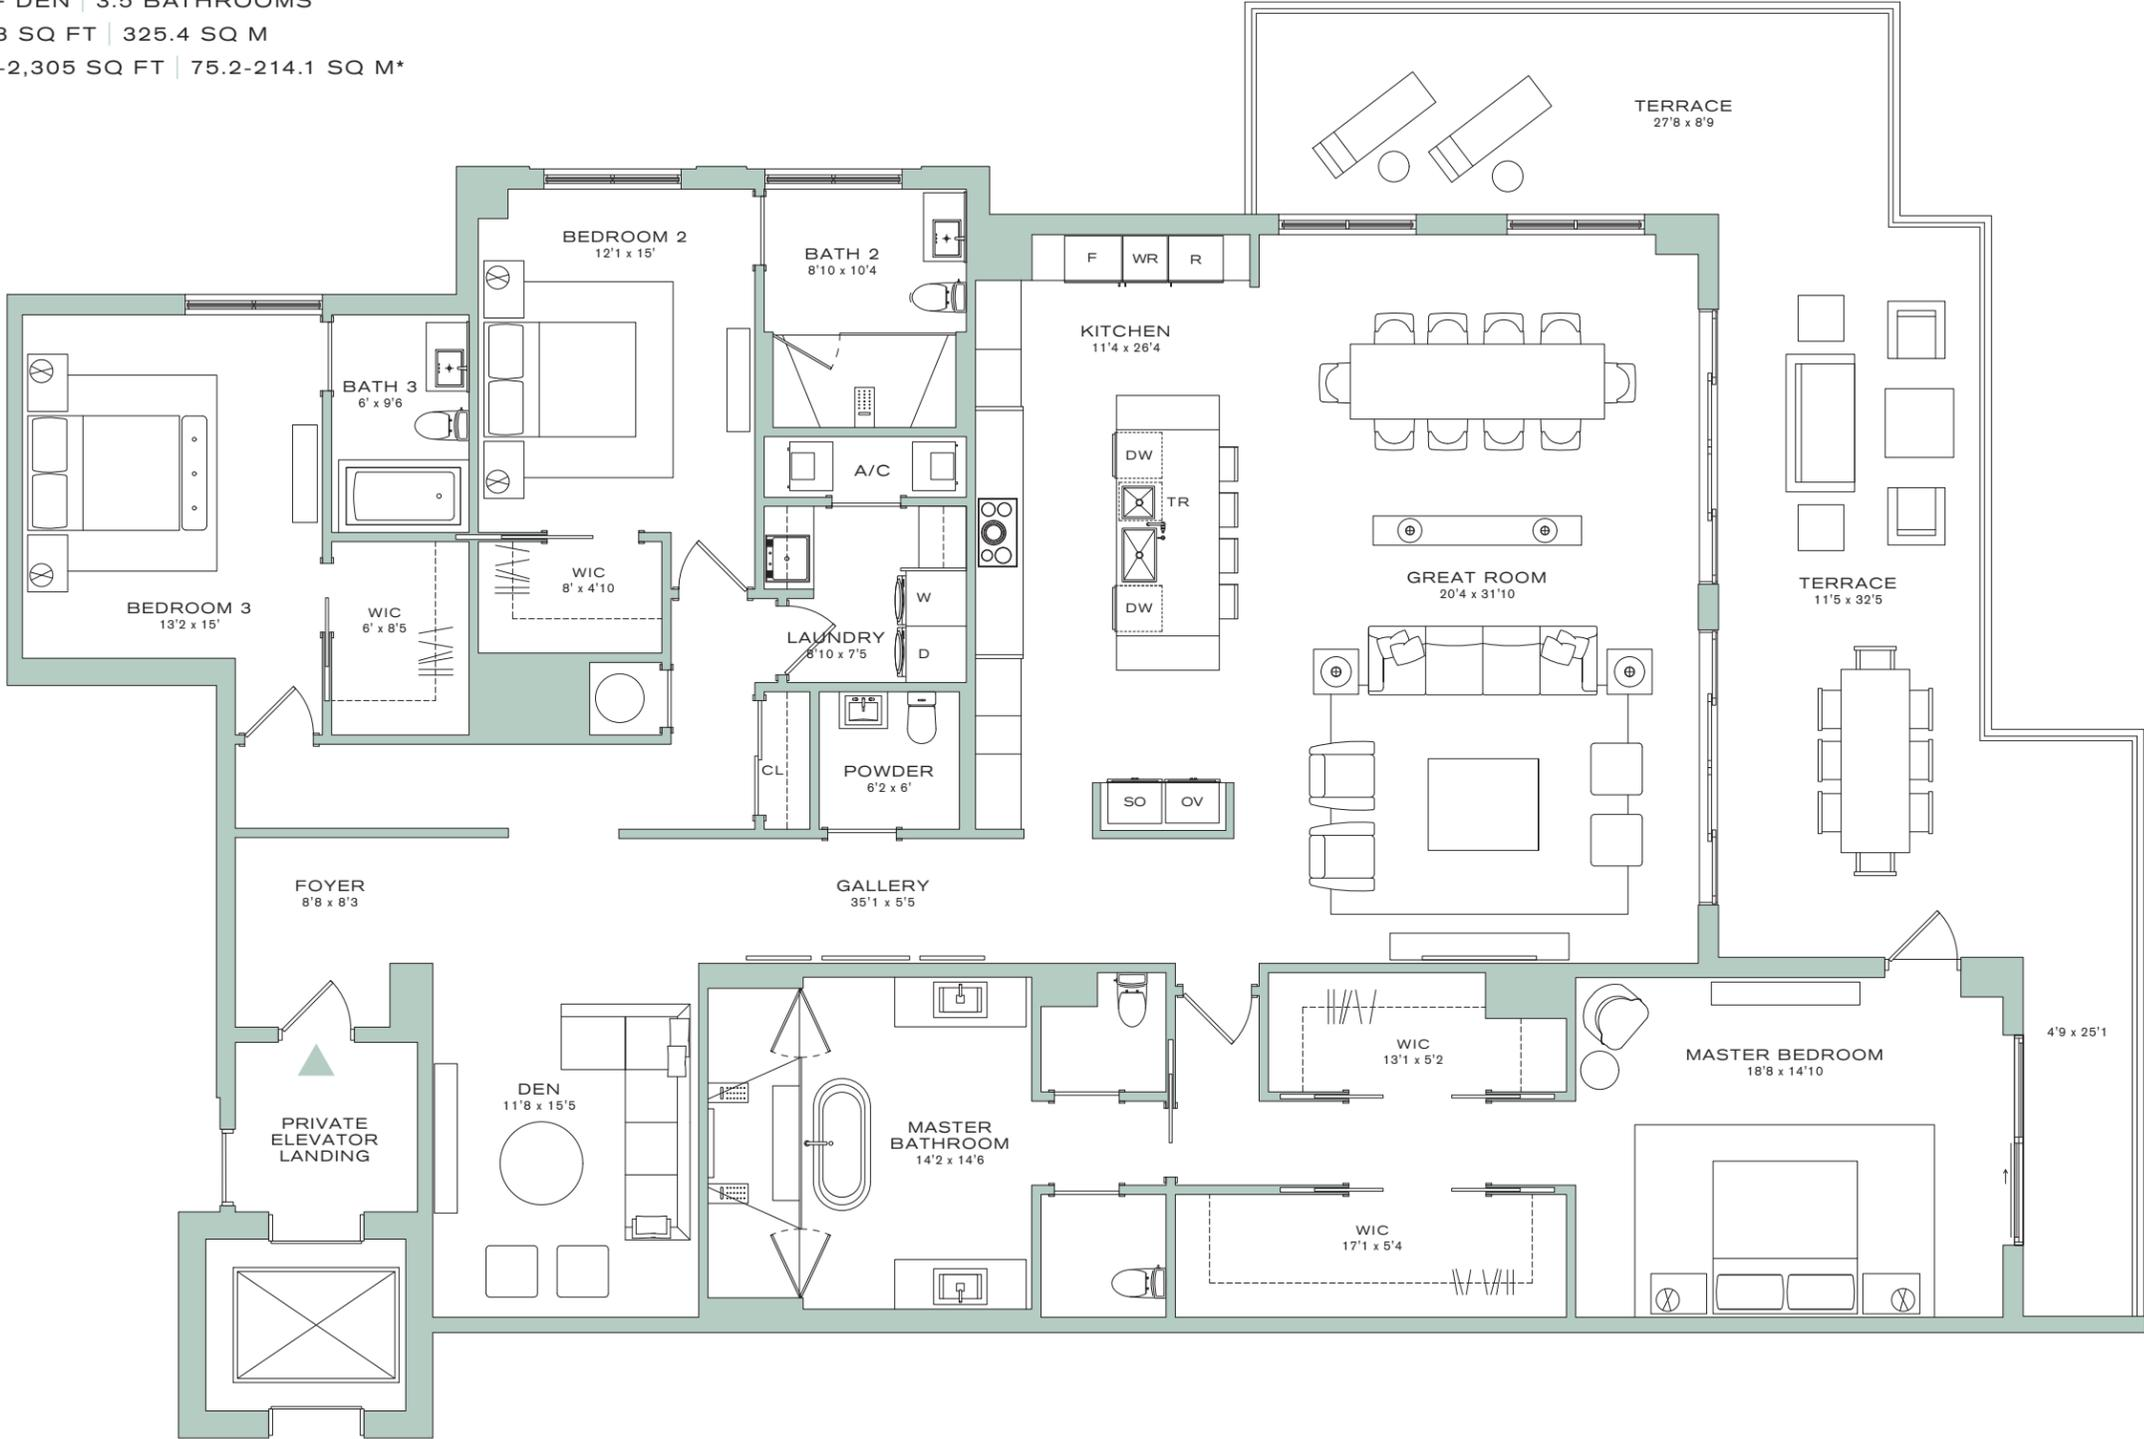 DEN | 3.5 BATHROOMS
SQ FT | 325.4 SQ M
-2,305 SQ FT | 75.2-214.1 SQ M*
TERRACE
27'8 x 8'9
BEDROOM 2
12'1 x 15'
BATH 2
8'10 x 10'4
F
WR
R
KITCHEN
11'4 x 26'4
BATH 3
6' x 9'6
A/C
DW
TR
DW
GREAT ROOM
20'4 x 31'10
TERRACE
11'5 x 32'5
WIC
8' x 4'10
W
BEDROOM 3
13'2 x 15'
WIC
6' x 8'5
LAUNDRY
8'10 x 7'5
D
CL
POWDER
6'2 x 6'
SO
OV
FOYER
8'8 x 8'3
GALLERY
35'1 x 5'5
4'9 x 25'1
WIC
13'1 x 5'2
MASTER BEDROOM
18'8 x 14'10
DEN
11'8 x 15'5
PRIVATE
ELEVATOR
LANDING
MASTER
BATHROOM
14'2 x 14'6
WIC
17'1 x 5'4